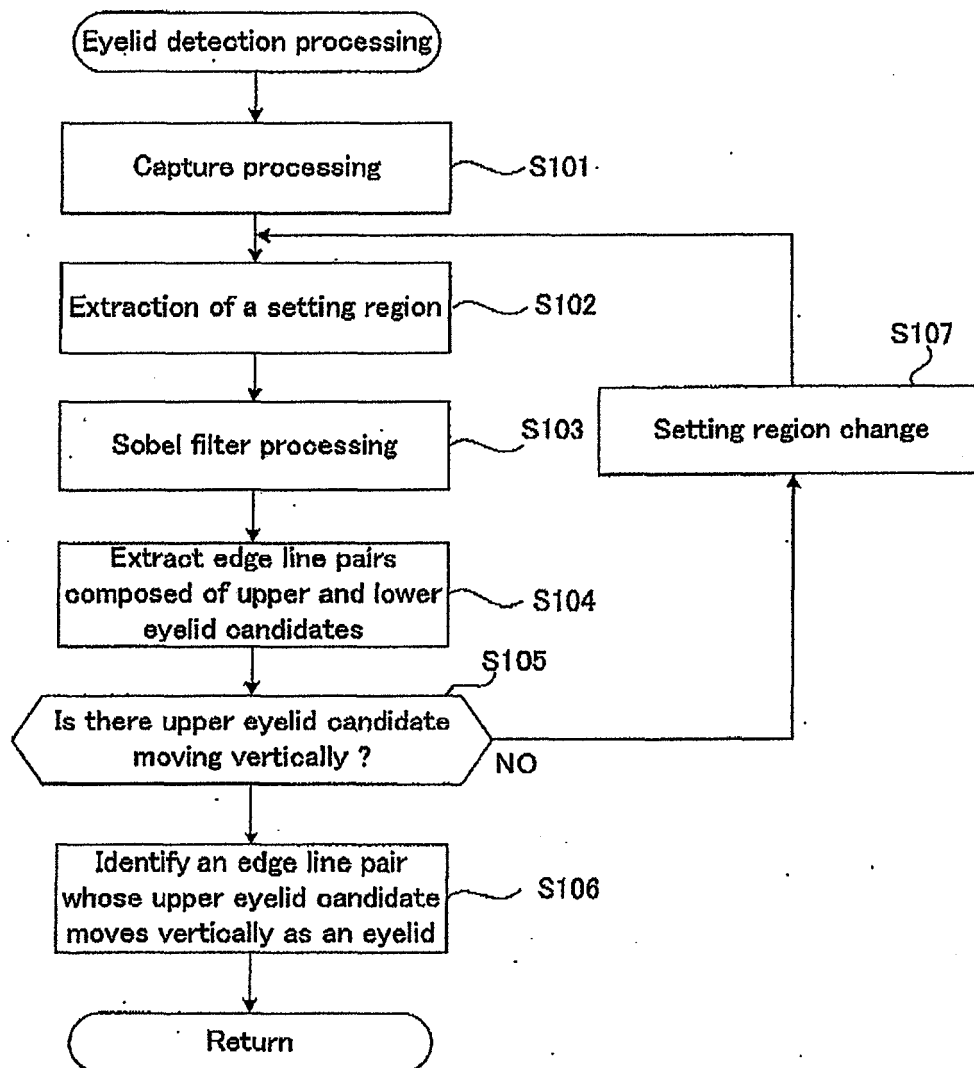 Eyelid detection processing
Capture processing
S101
Extraction of a setting region
S102
S107
Sobel filter processing
S103
Setting region change
Extract edge line pairs
composed of upper and lower
eyelid candidates
S104
S105
Is there upper eyelid candidate
moving vertically ?
NO
Identify an edge line pair
whose upper eyelid candidate
moves vertically as an eyelid
S106
Return